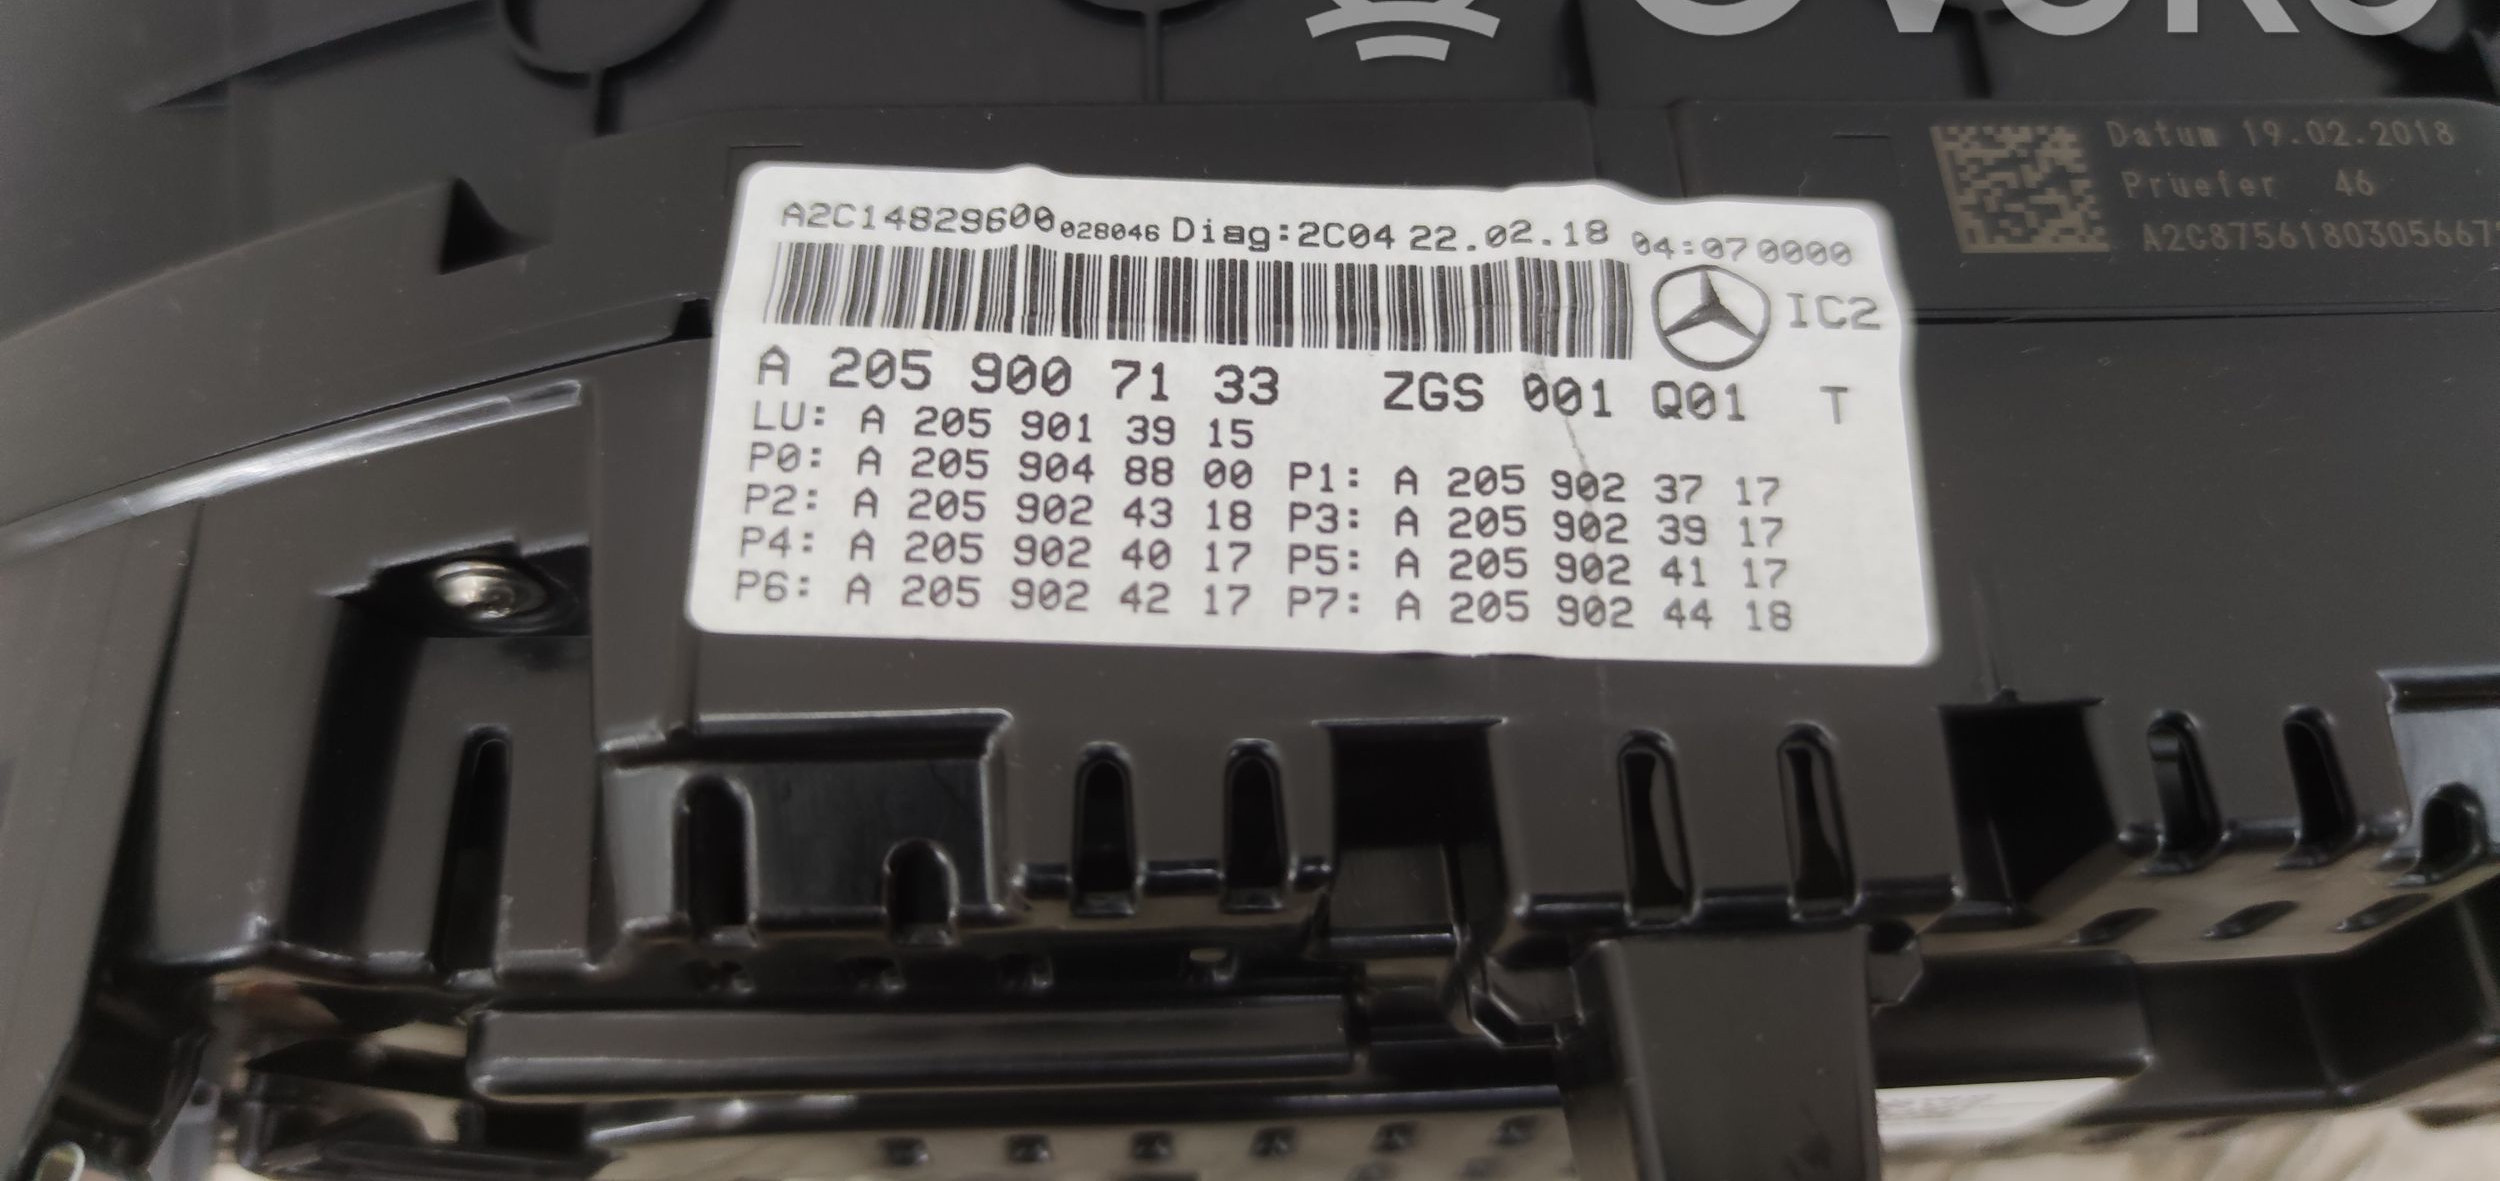 Datum 19.02.2018
Pruefer 46
A2C14829600 028046 Diag:2C04 22.02.18 04:07 0000
IC2
A 205 900 71 33 ZGS 001 Q01 T
LU: A 205 901 39 15
P0: A 205 904 88 00 P1: A 205 902 37 17
P2: A 205 902 43 18 P3: A 205 902 39 17
P4: A 205 902 40 17 P5: A 205 902 41 17
P6: A 205 902 42 17 P7: A 205 902 44 18